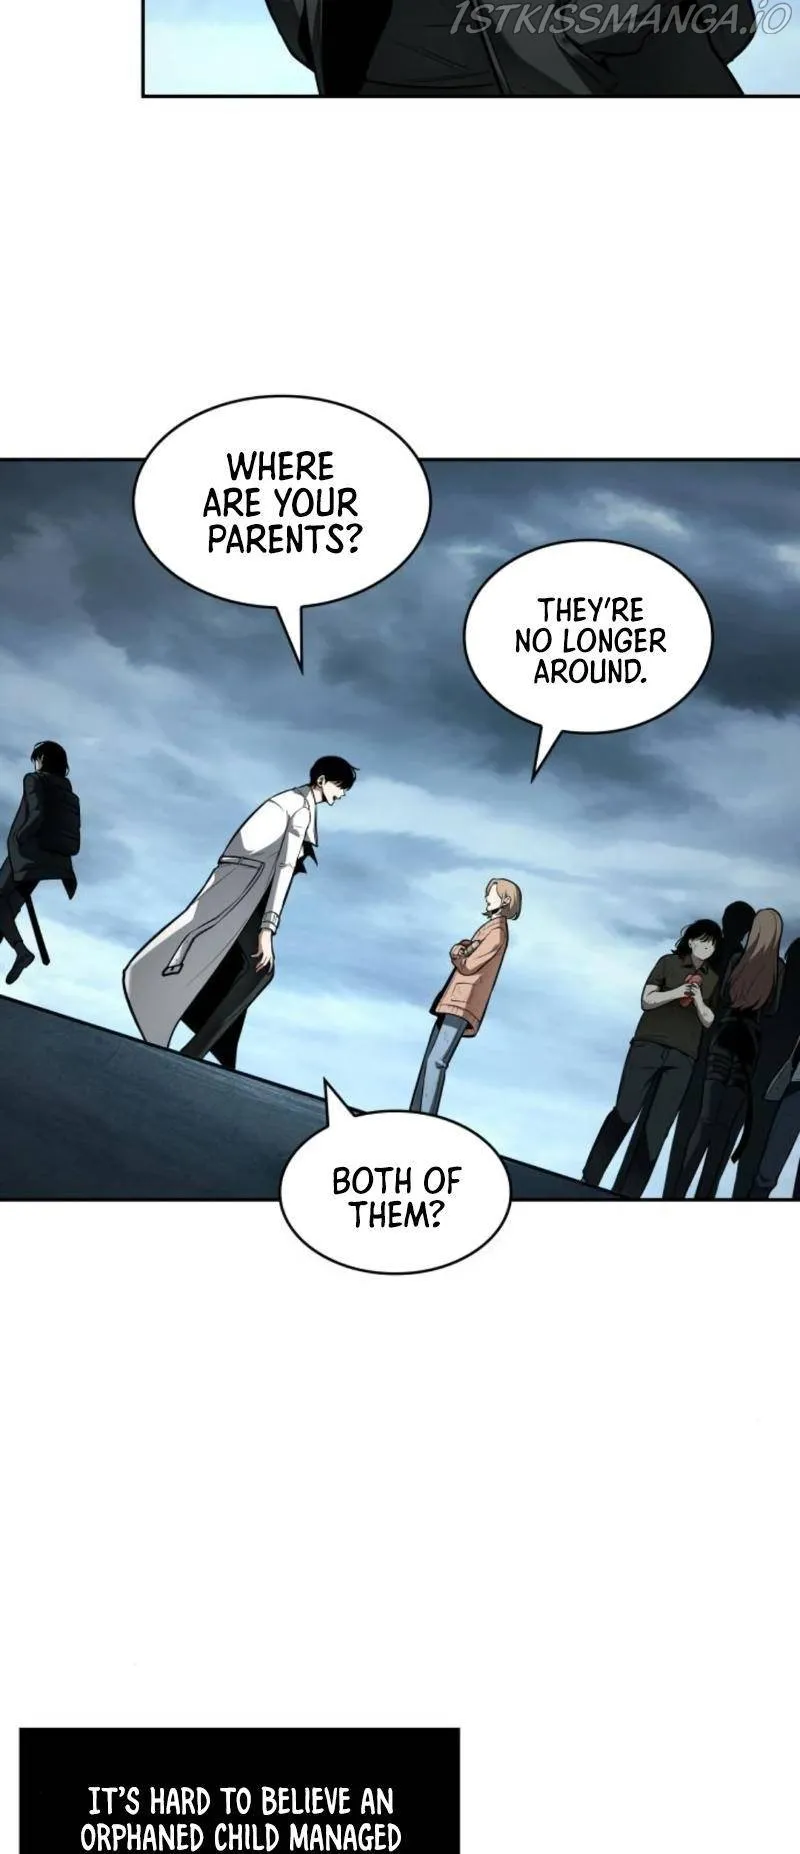 1STKISSMANGA.IO
WHERE
ARE YOUR
PARENTS?
THEY'RE
NO LONGER
AROUND.
BOTH OF
THEM?
IT'S HARD TO BELIEVE AN
ORPHANED CHILD MANAGED